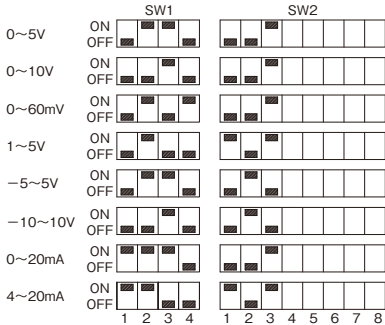 SW1 SW2
0～5V ON
OFF
0～10V ON
OFF
0～60mV ON
OFF
1～5V ON
OFF
－5～5V ON
OFF
－10～10V ON
OFF
0～20mA ON
OFF
4～20mA ON
OFF
1 2 3 4 1 2 3 4 5 6 7 8